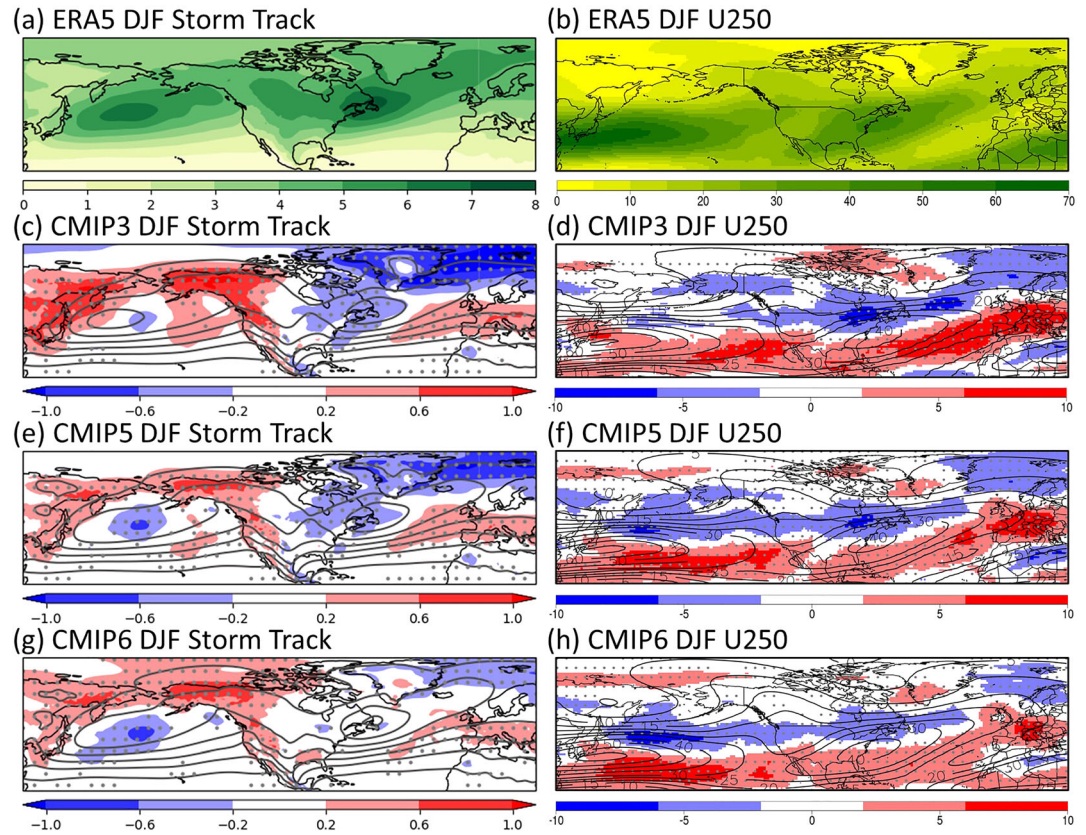 (a) ERA5 DJF Storm Track
(b) ERA5 DJF U250
0 1 2 3 4 5 6 7 8
0 10 20 30 40 50 60 70
(c) CMIP3 DJF Storm Track
(d) CMIP3 DJF U250
−1.0 −0.6 −0.2 0.2 0.6 1.0
-10 -5 0 5 10
(e) CMIP5 DJF Storm Track
(f) CMIP5 DJF U250
−1.0 −0.6 −0.2 0.2 0.6 1.0
-10 -5 0 5 10
(g) CMIP6 DJF Storm Track
(h) CMIP6 DJF U250
−1.0 −0.6 −0.2 0.2 0.6 1.0
-10 -5 0 5 10